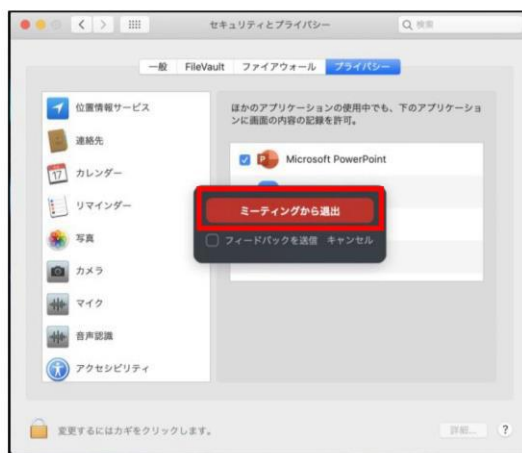 セキュリティとプライバシー
検索
一般 FileVault ファイアウォール プライバシー
位置情報サービス
連絡先
17
カレンダー
リマインダー
写真
カメラ
マイク
音声認識
アクセシビリティ
ほかのアプリケーションの使用中でも、下のアプリケーショ
ンに画面の内容の記録を許可。
Microsoft PowerPoint
ミーティングから退出
フィードバックを送信 キャンセル
変更するにはカギをクリックします。
詳細...
?